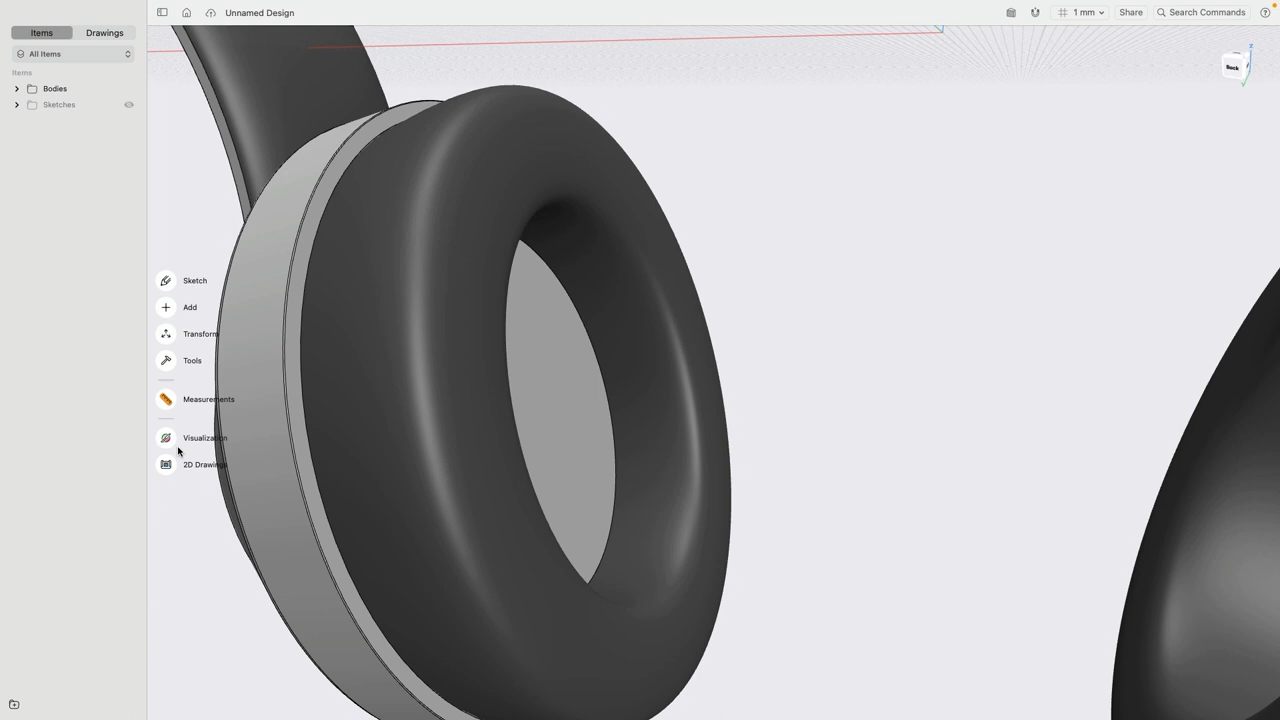 Unnamed Design
1 mm
Share
Search Commands
Items
Drawings
All Items
Items
Bodies
Sketches
Back
Z
Sketch
Add
Transform
Tools
Measurements
Visualization
2D Drawings